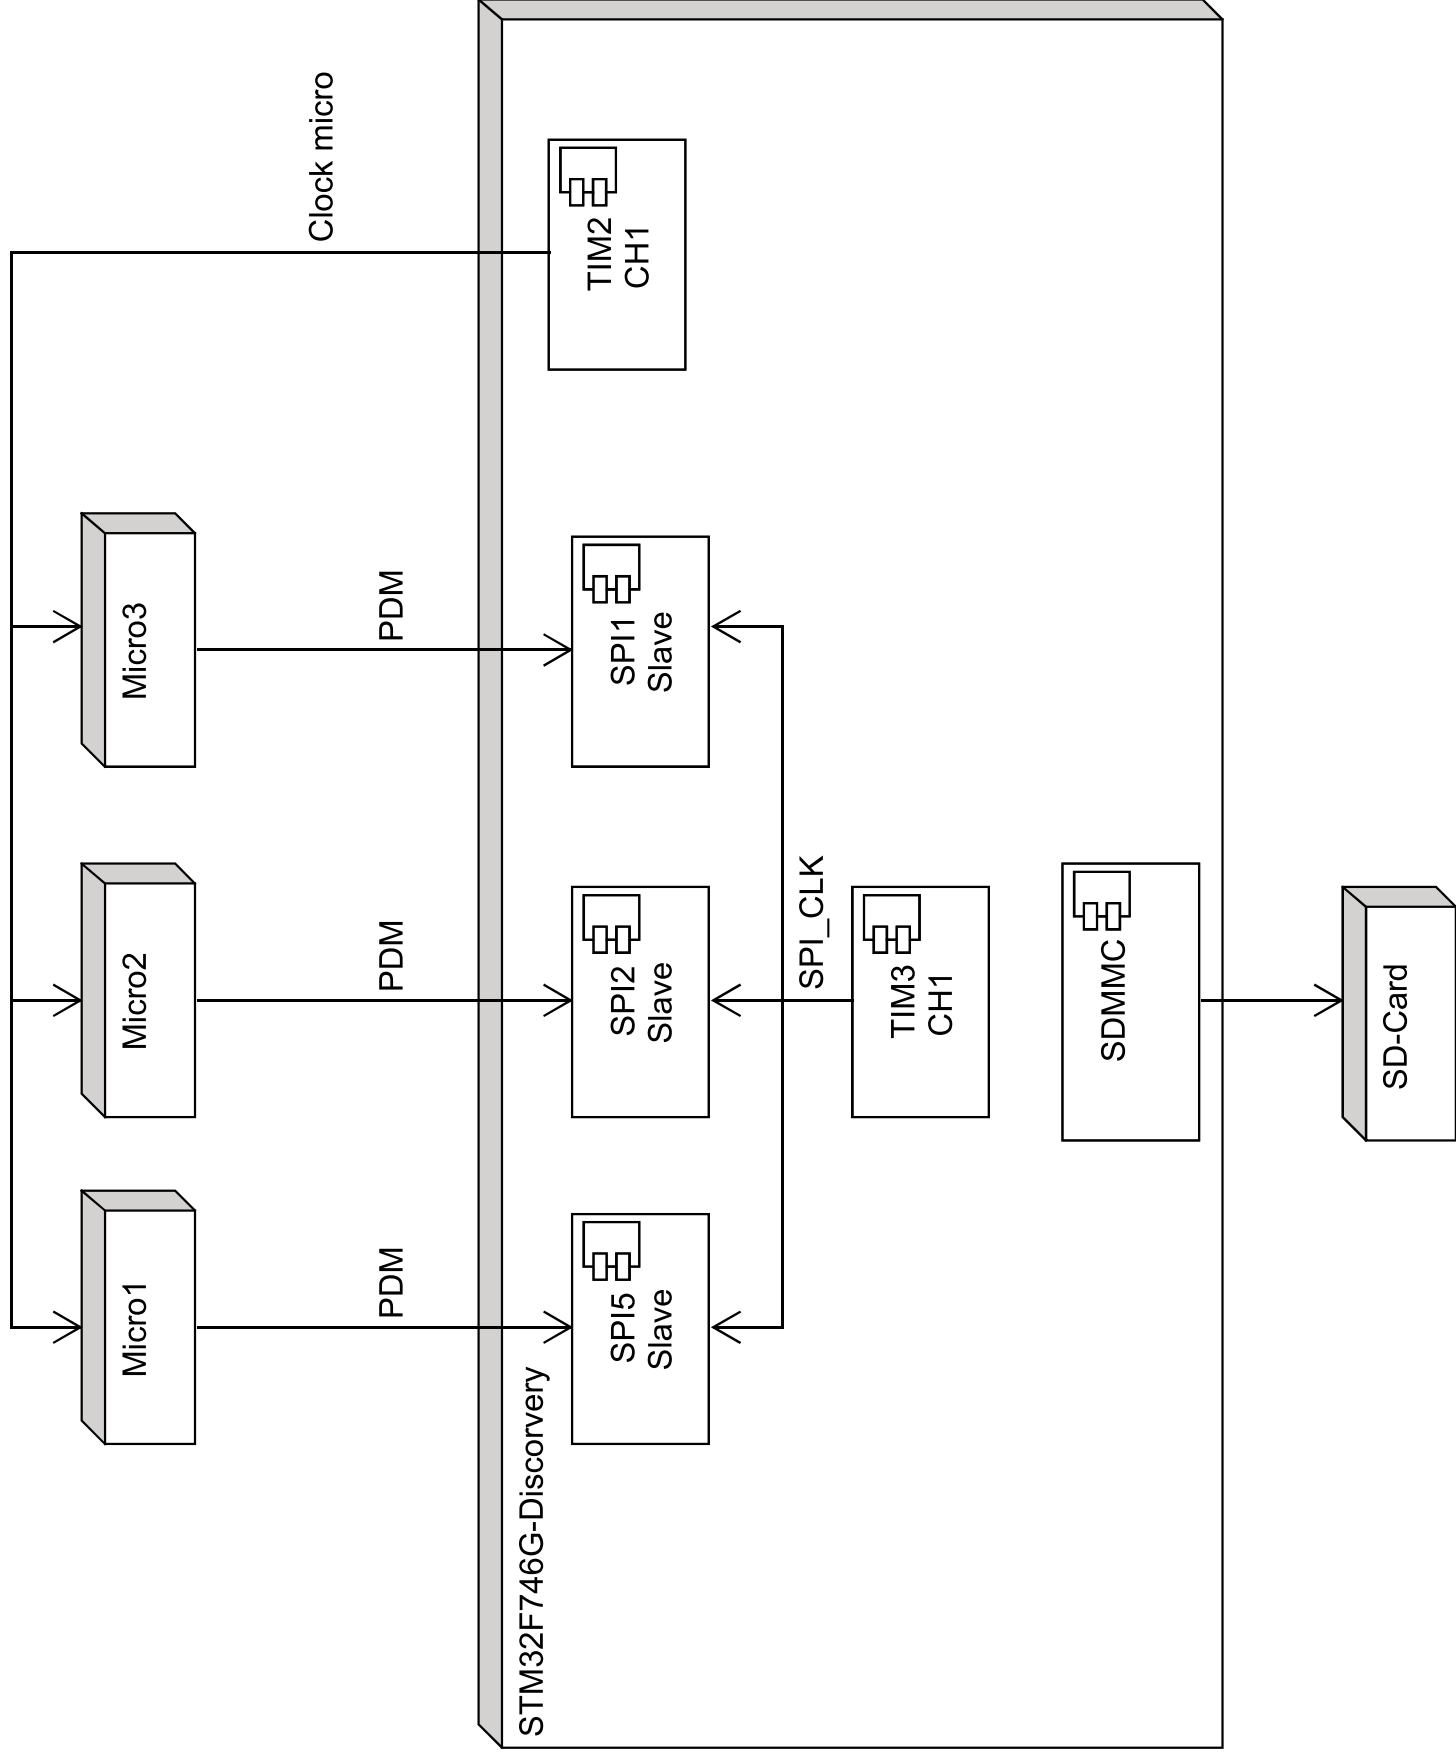 STM32F746G-Discorvery
Micro1
Micro2
Micro3
Clock micro
PDM
PDM
PDM
SPI5
Slave
SPI2
Slave
SPI1
Slave
TIM2
CH1
SPI_CLK
TIM3
CH1
SDMMC
SD-Card